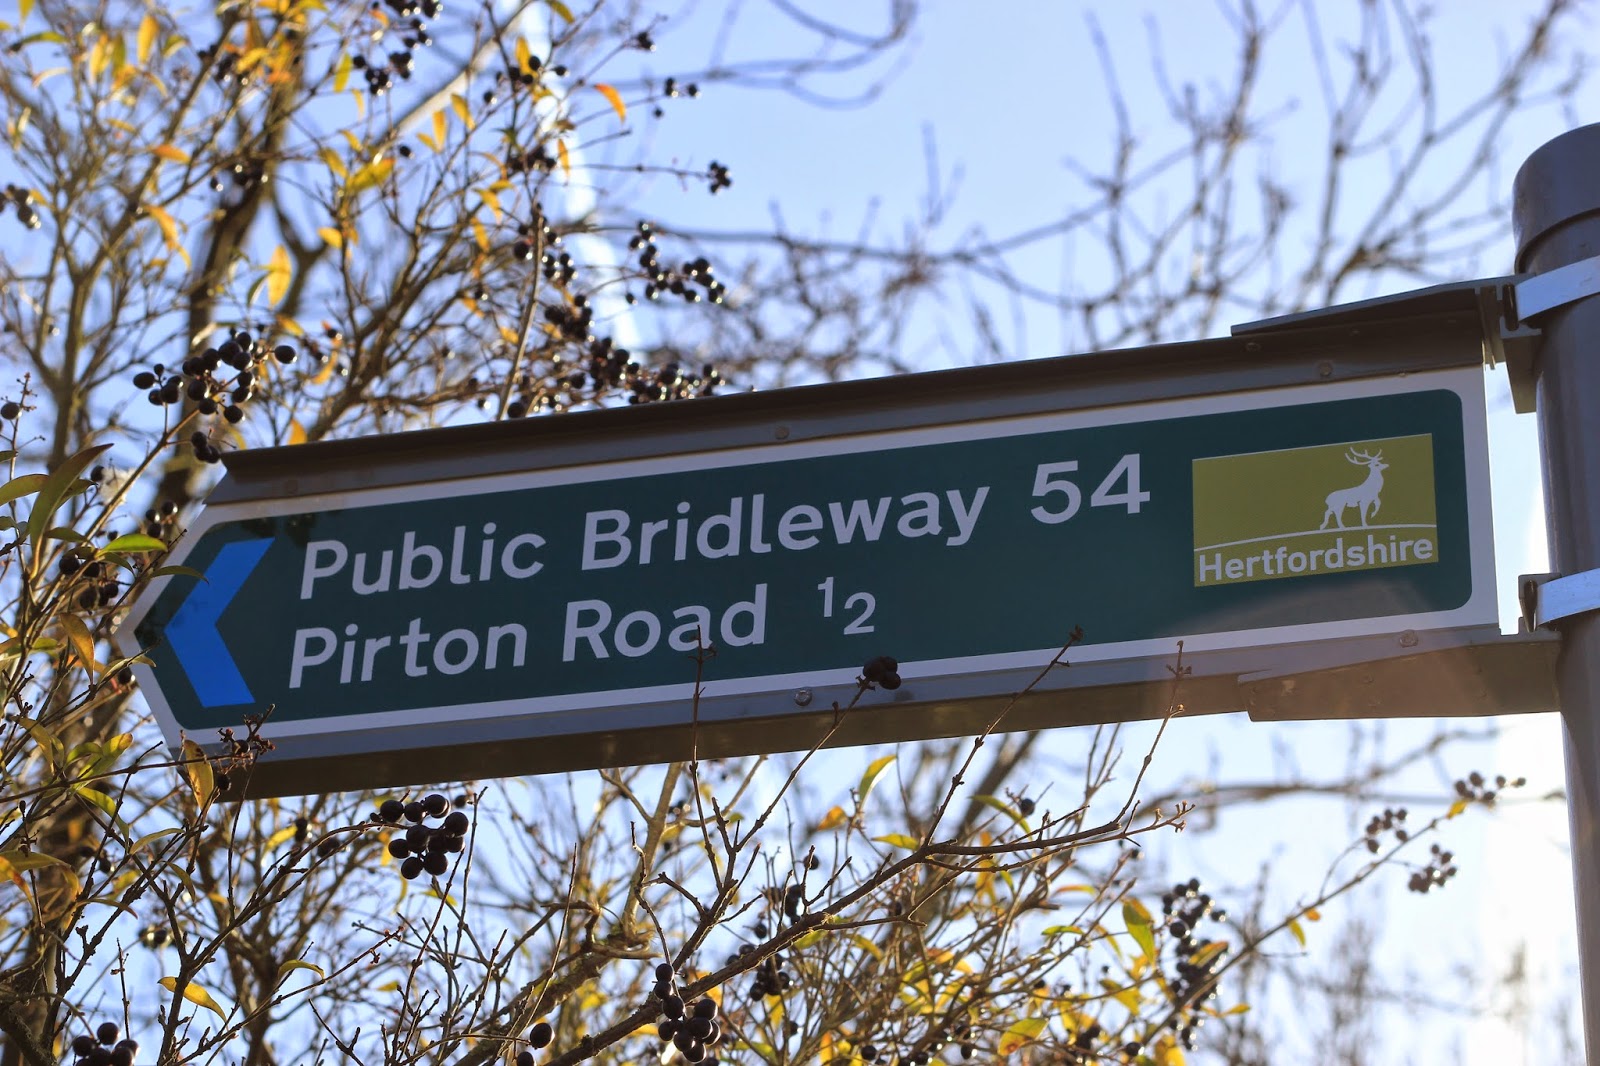 Public Bridleway 54
Pirton Road ½
Hertfordshire